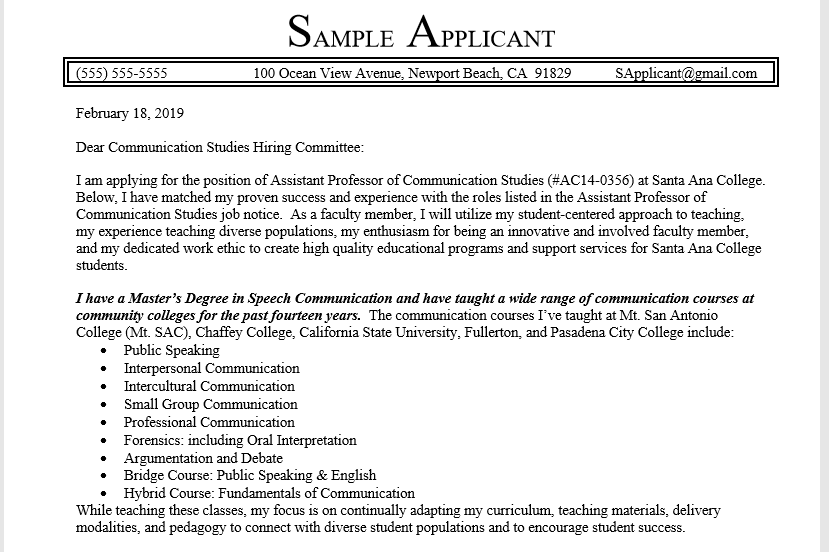 SAMPLE APPLICANT
(555) 555-5555 100 Ocean View Avenue, Newport Beach, CA 91829 SApplicant@gmail.com
February 18, 2019
Dear Communication Studies Hiring Committee:
I am applying for the position of Assistant Professor of Communication Studies (#AC14-0356) at Santa Ana College.
Below, I have matched my proven success and experience with the roles listed in the Assistant Professor of
Communication Studies job notice. As a faculty member, I will utilize my student-centered approach to teaching,
my experience teaching diverse populations, my enthusiasm for being an innovative and involved faculty member,
and my dedicated work ethic to create high quality educational programs and support services for Santa Ana College
students.
I have a Master's Degree in Speech Communication and have taught a wide range of communication courses at
community colleges for the past fourteen years. The communication courses I've taught at Mt. San Antonio
College (Mt. SAC), Chaffey College, California State University, Fullerton, and Pasadena City College include:
• Public Speaking
• Interpersonal Communication
• Intercultural Communication
• Small Group Communication
• Professional Communication
• Forensics: including Oral Interpretation
• Argumentation and Debate
• Bridge Course: Public Speaking & English
• Hybrid Course: Fundamentals of Communication
While teaching these classes, my focus is on continually adapting my curriculum, teaching materials, delivery
modalities, and pedagogy to connect with diverse student populations and to encourage student success.